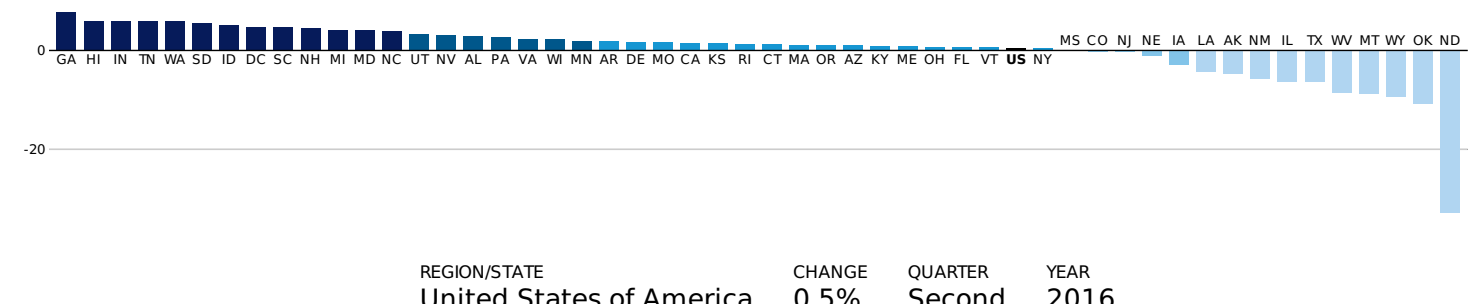 MS CO NJ NE IA LA AK NM IL TX WV MT WY OK ND
0
GA HI IN TN WA SD ID DC SC NH MI MD NC UT NV AL PA VA WI MN AR DE MO CA KS RI CT MA OR AZ KY ME OH FL VT US NY
-20
REGION/STATE CHANGE QUARTER YEAR
United States of America 0.5% Second 2016